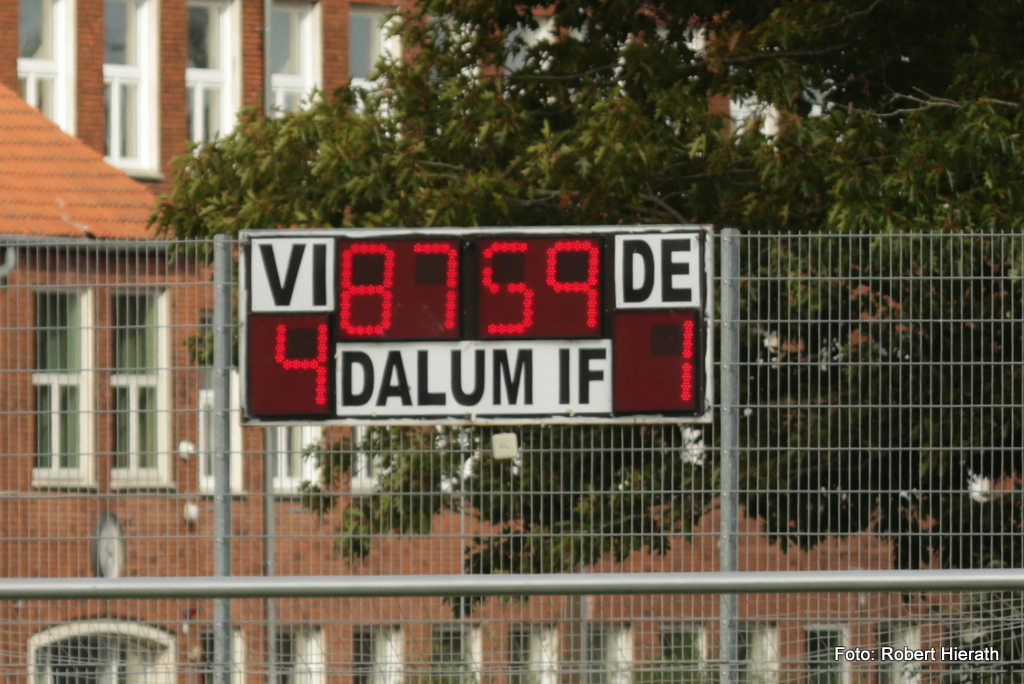 VI 87 59 DE
4 DALUM IF 1
Foto: Robert Hierath